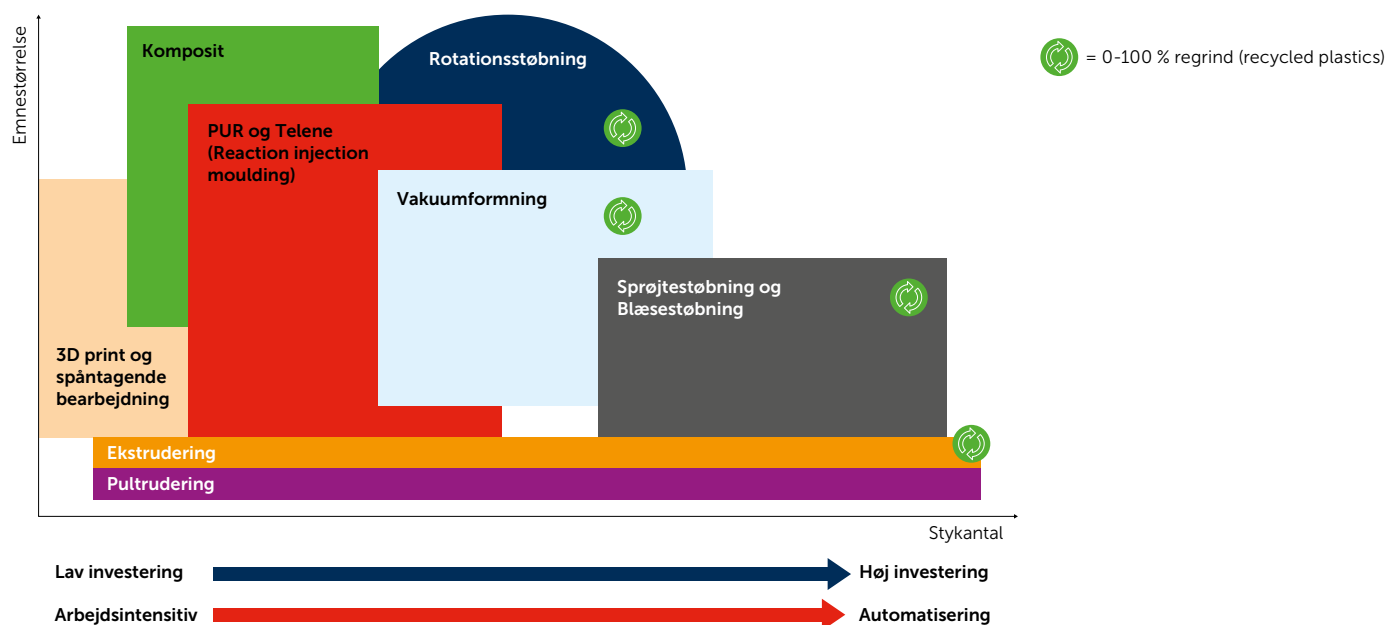 Emnestørrelse
Komposit
Rotationsstøbning
= 0-100 % regrind (recycled plastics)
PUR og Telene
(Reaction injection
moulding)
Vakuumformning
Sprøjtestøbning og
Blæsestøbning
3D print og
spåntagende
bearbejdning
Ekstrudering
Pultrudering
Stykantal
Lav investering
Høj investering
Arbejdsintensitiv
Automatisering